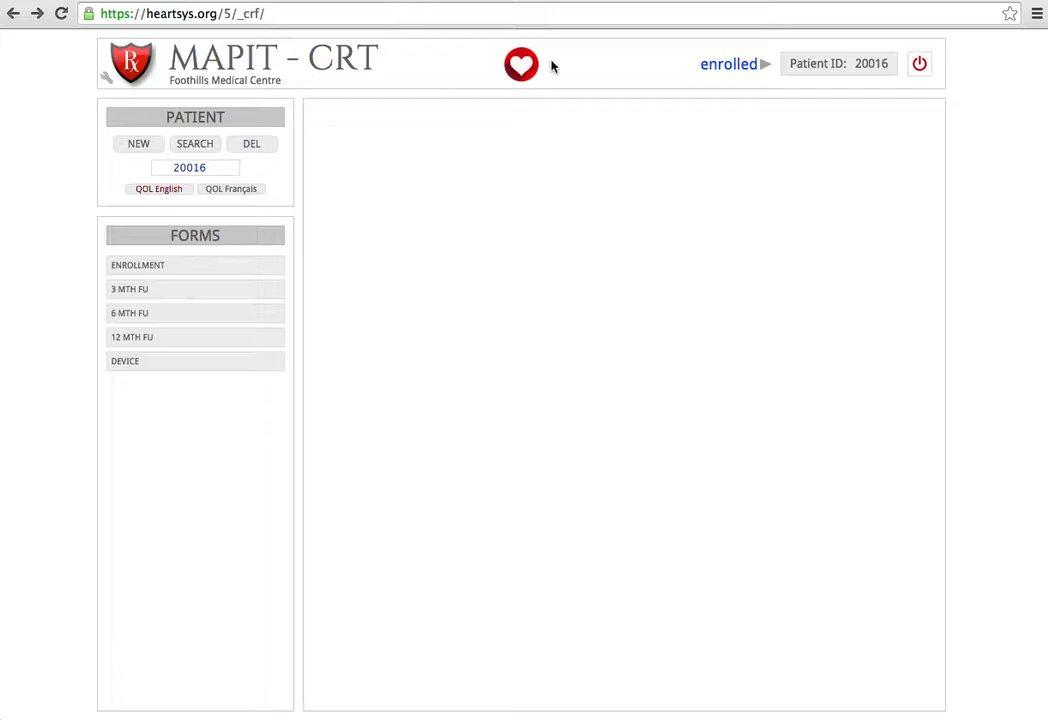 https://heartsys.org/5/_crf/
Rx MAPIT - CRT
Foothills Medical Centre
enrolled Patient ID: 20016
PATIENT
NEW SEARCH DEL
20016
QOL English QOL Français
FORMS
ENROLLMENT
3 MTH FU
6 MTH FU
12 MTH FU
DEVICE